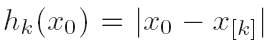 h_k(x_0) = |x_0 - x_{[k]}|